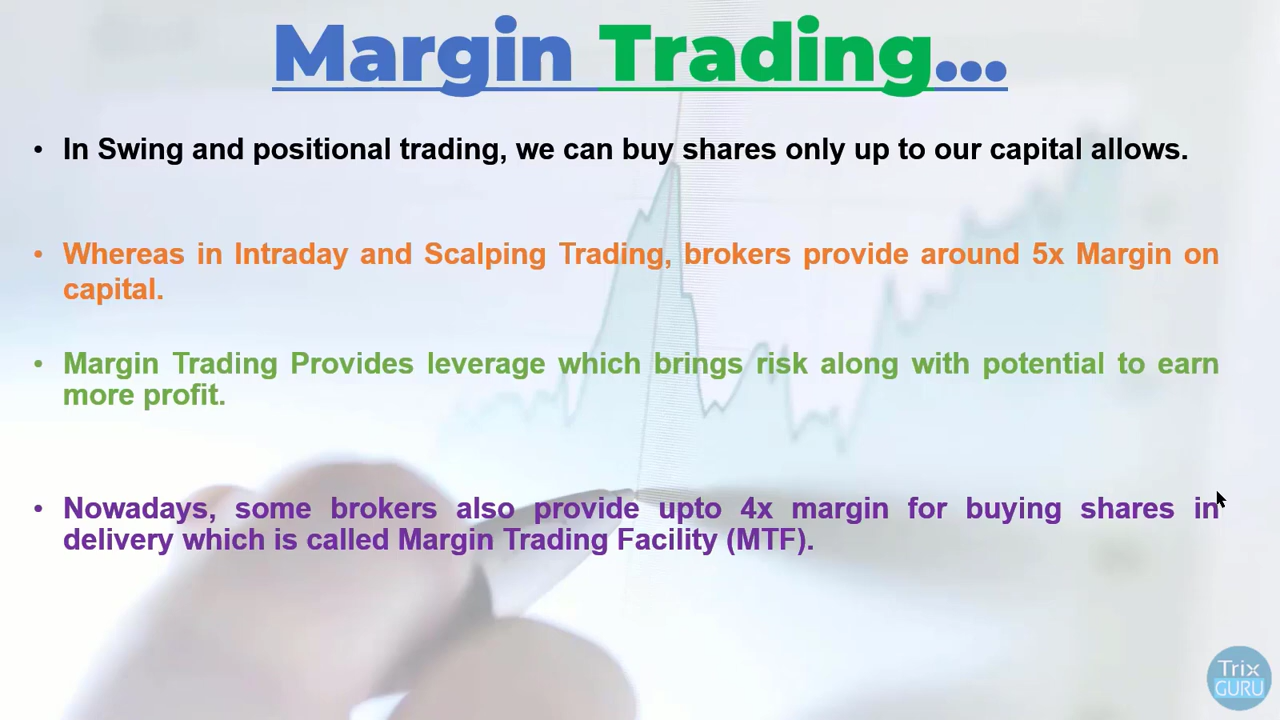 Margin Trading...
• In Swing and positional trading, we can buy shares only up to our capital allows.
• Whereas in Intraday and Scalping Trading, brokers provide around 5x Margin on
capital.
• Margin Trading Provides leverage which brings risk along with potential to earn
more profit.
• Nowadays, some brokers also provide upto 4x margin for buying shares in
delivery which is called Margin Trading Facility (MTF).
Trix
GURU